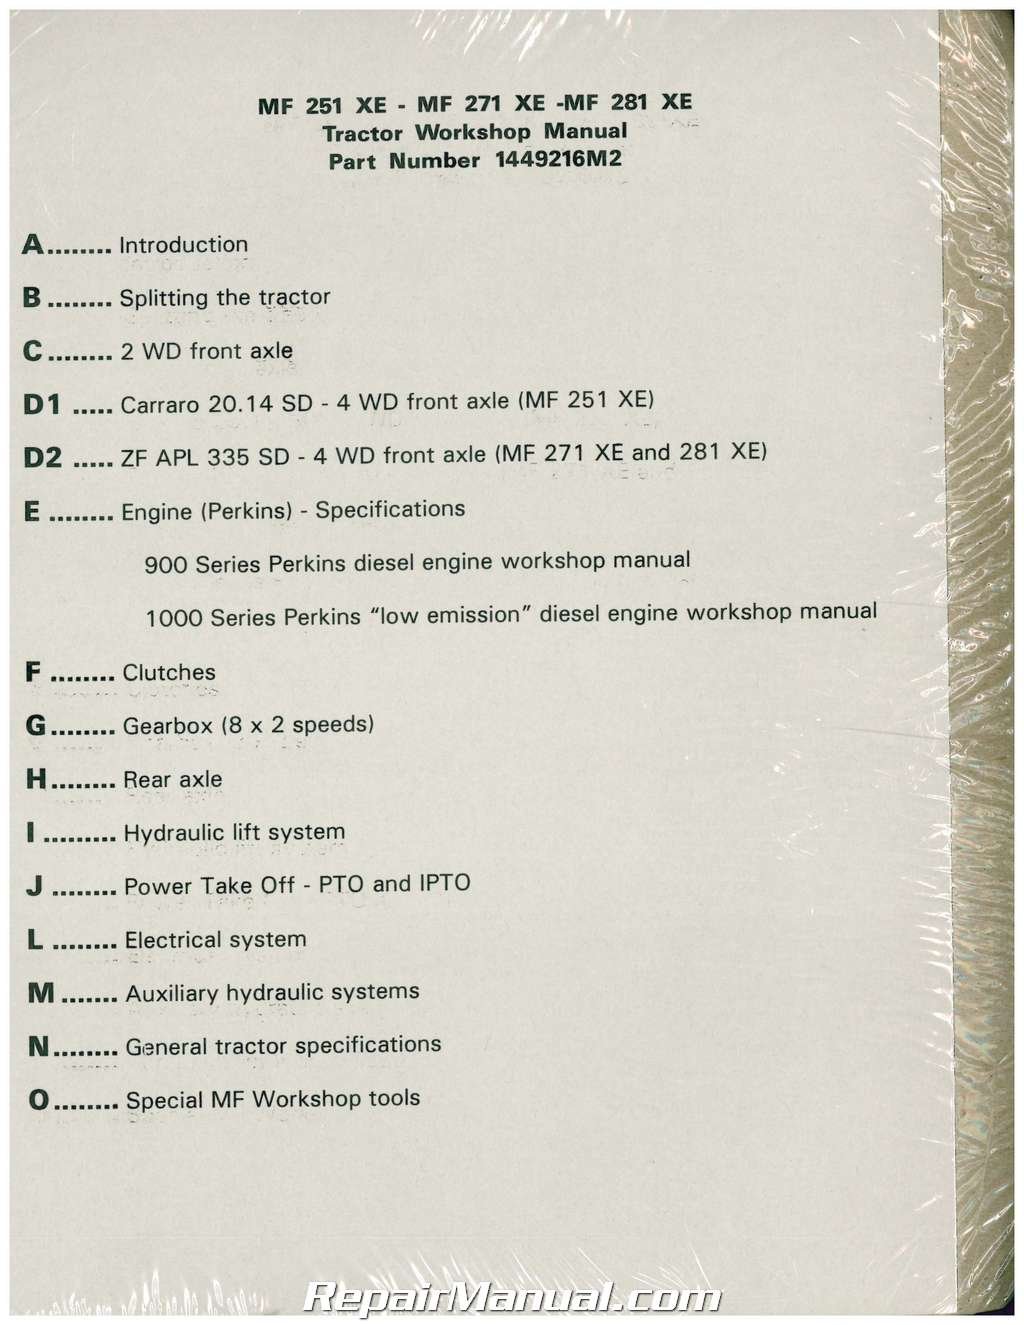 MF 251 XE - MF 271 XE -MF 281 XE
Tractor Workshop Manual
Part Number 1449216M2
A........ Introduction
B ........ Splitting the tractor
C ........ 2 WD front axle
D1 ..... Carraro 20.14 SD - 4 WD front axle (MF 251 XE)
D2 ..... ZF APL 335 SD - 4 WD front axle (MF 271 XE and 281 XE)
E ........ Engine (Perkins) - Specifications
900 Series Perkins diesel engine workshop manual
1000 Series Perkins “low emission” diesel engine workshop manual
F ........ Clutches
G ........ Gearbox (8 x 2 speeds)
H ........ Rear axle
I ......... Hydraulic lift system
J ........ Power Take Off - PTO and IPTO
L ........ Electrical system
M ....... Auxiliary hydraulic systems
N ........ General tractor specifications
O ........ Special MF Workshop tools
RepairManual.com